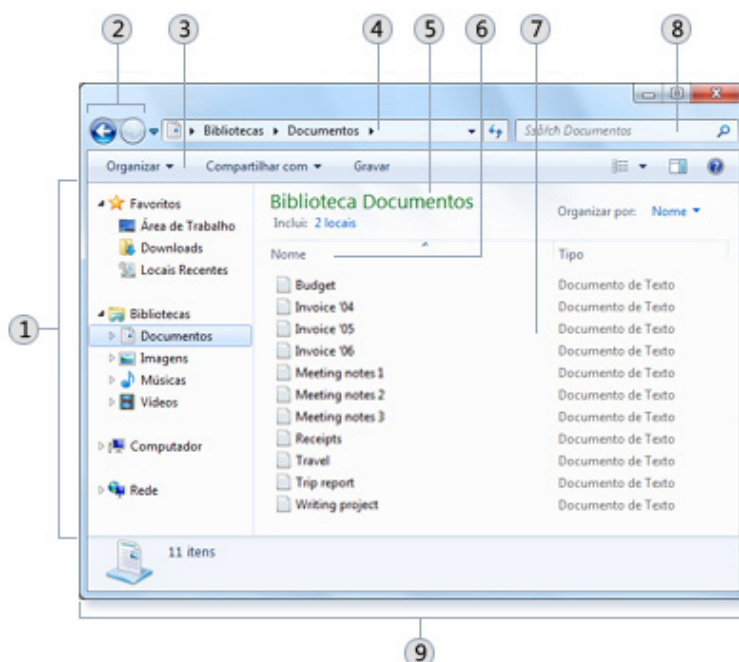 2 3 4 5 6 7 8
Bibliotecas Documentos Documentos
Organizar Compartilhar com Gravar
Favoritos
Área de Trabalho
Downloads
Locais Recentes
1
Bibliotecas
Documentos
Imagens
Músicas
Vídeos
Computador
Rede
Biblioteca Documentos
Inclui: 2 locais
Organizar por: Nome
Nome Tipo
Budget Documento de Texto
Invoice '04 Documento de Texto
Invoice '05 Documento de Texto
Invoice '06 Documento de Texto
Meeting notes 1 Documento de Texto
Meeting notes 2 Documento de Texto
Meeting notes 3 Documento de Texto
Receipts Documento de Texto
Travel Documento de Texto
Trip report Documento de Texto
Writing project Documento de Texto
11 itens
9